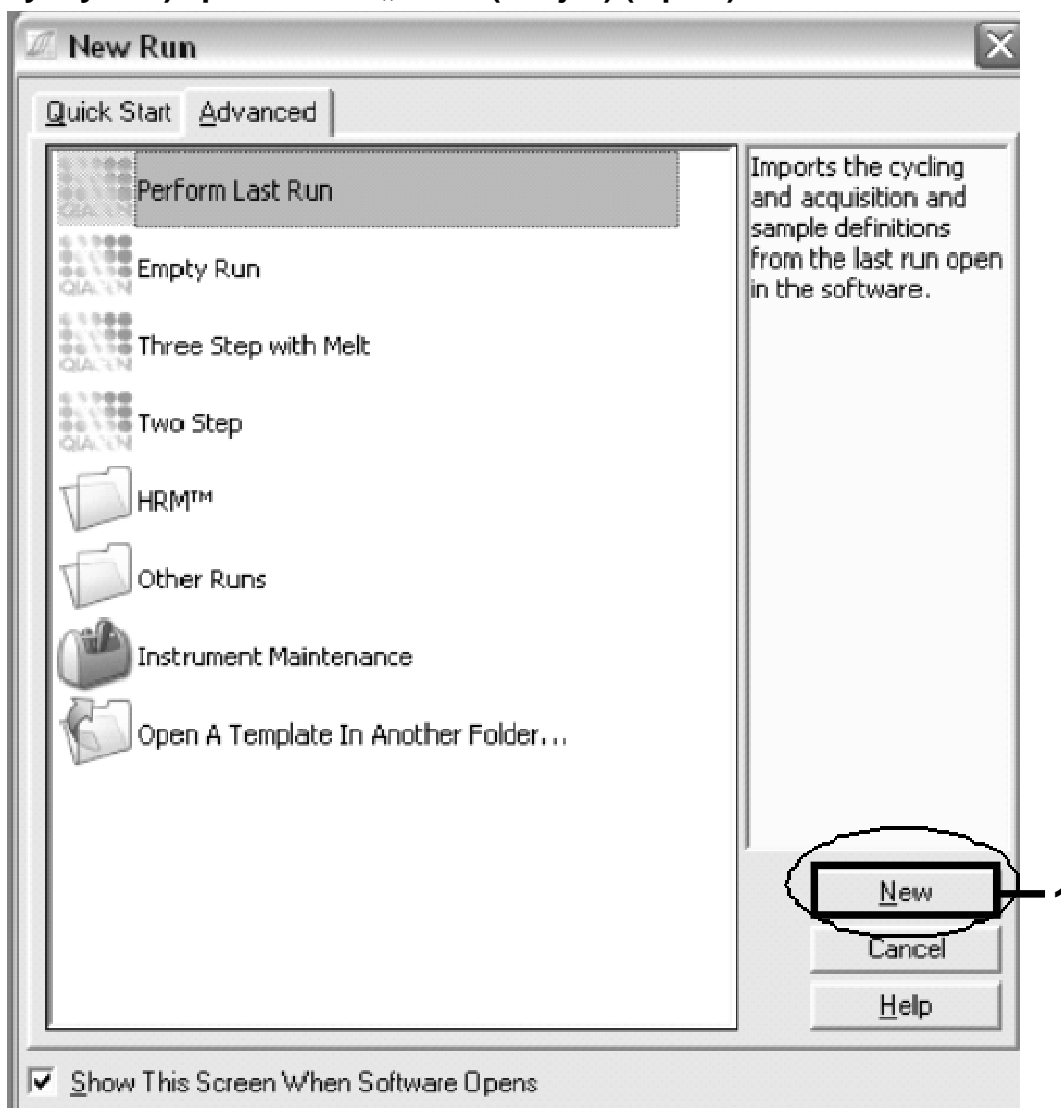 New Run
Quick Start Advanced
Perform Last Run
Empty Run
Three Step with Melt
Two Step
HRM™
Other Runs
Instrument Maintenance
Open A Template In Another Folder...
Imports the cycling
and acquisition and
sample definitions
from the last run open
in the software.
New
Cancel
Help
Show This Screen When Software Opens